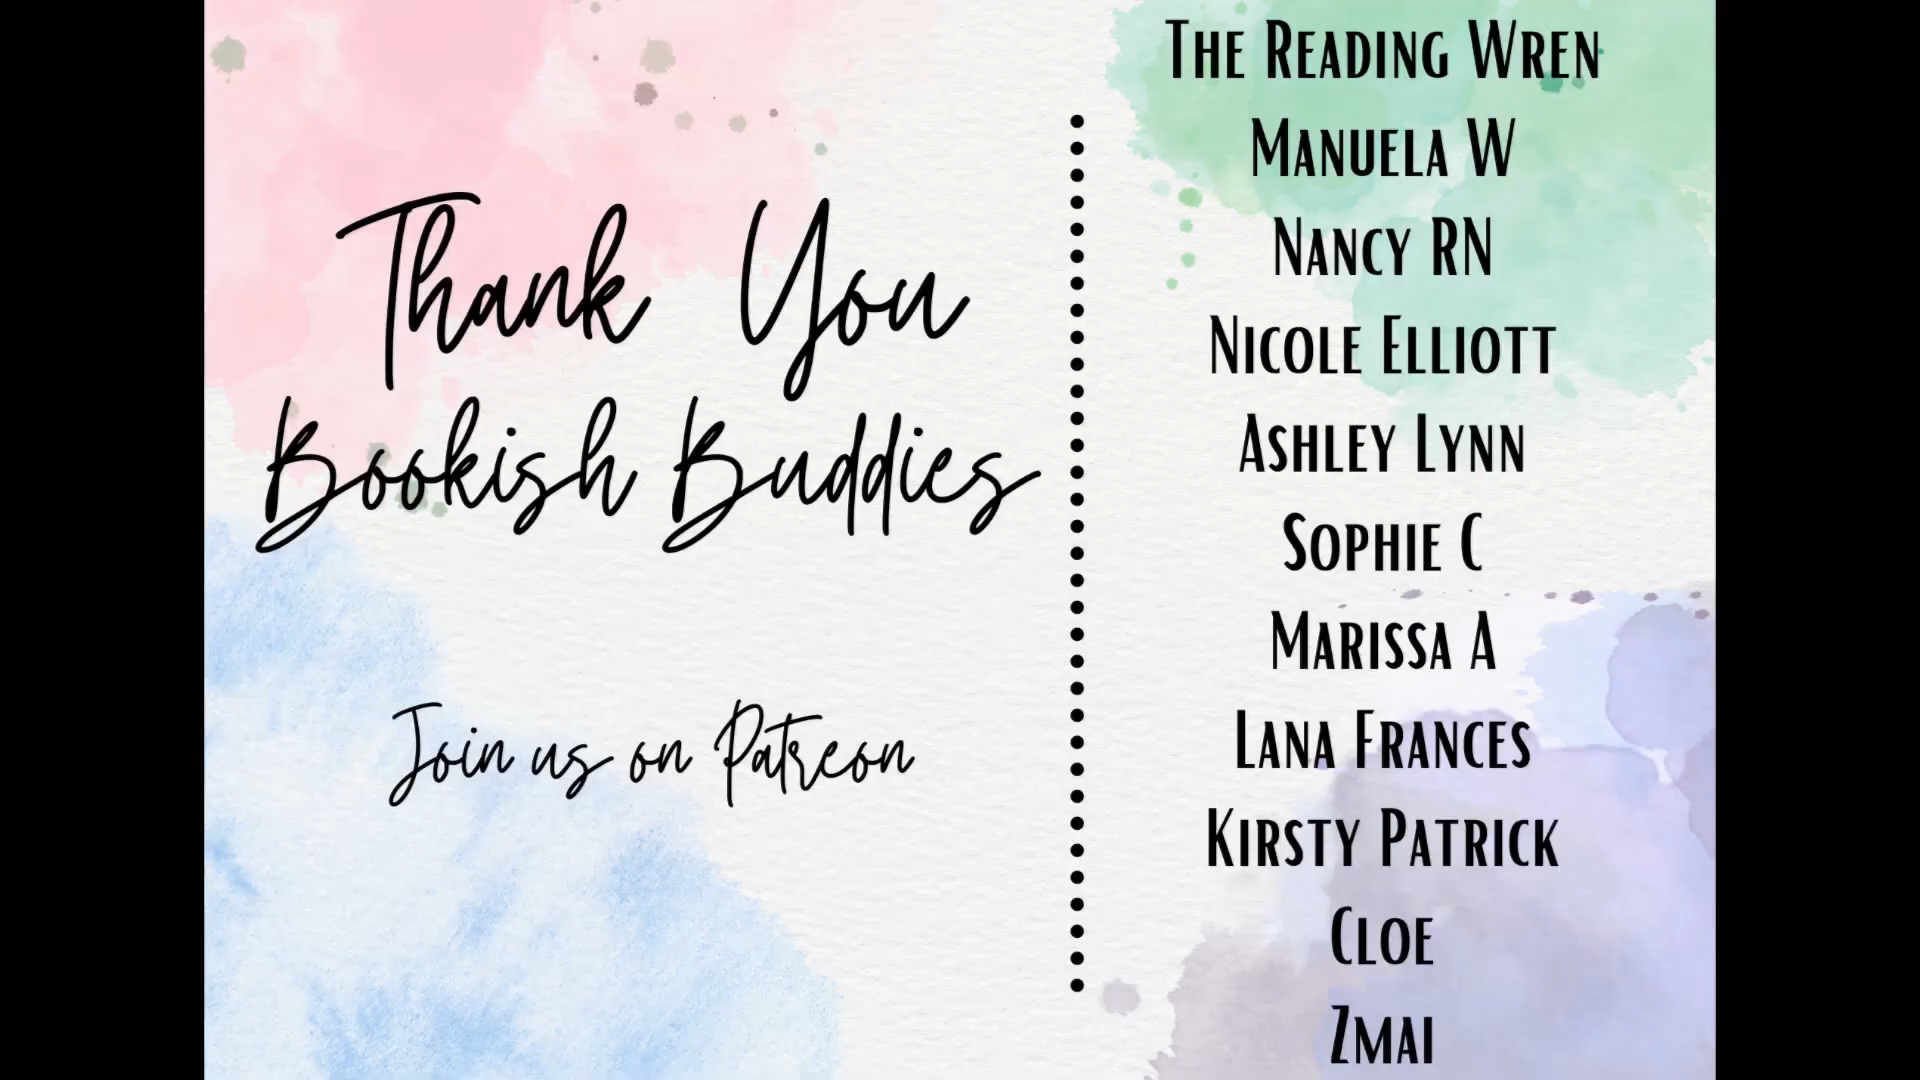 Thank You
Bookish Buddies
Join us on Patreon
The Reading Wren
Manuela W
Nancy RN
Nicole Elliott
Ashley Lynn
Sophie C
Marissa A
Lana Frances
Kirsty Patrick
Cloe
Zmai